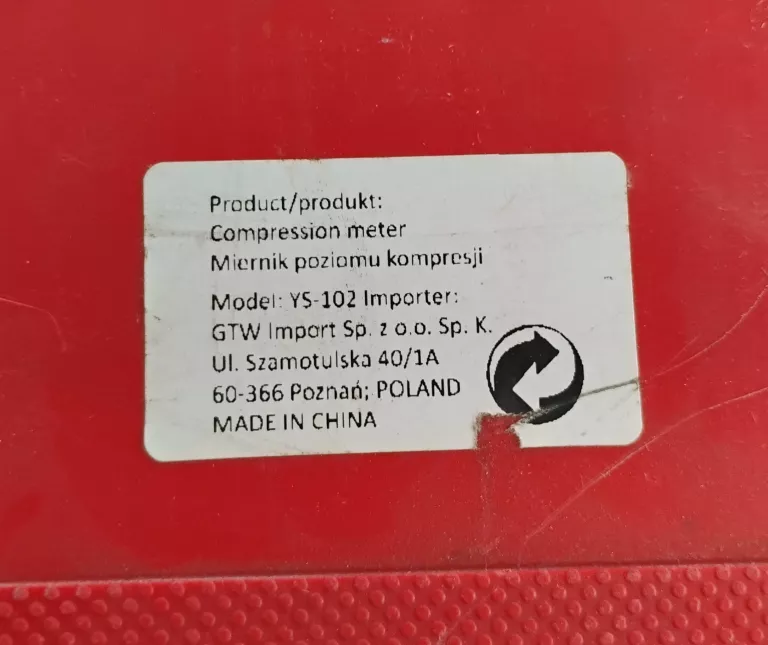 Product/produkt:
Compression meter
Miernik poziomu kompresji
Model: YS-102 Importer:
GTW Import Sp. z o.o. Sp. K.
Ul. Szamotulska 40/1A
60-366 Poznań; POLAND
MADE IN CHINA